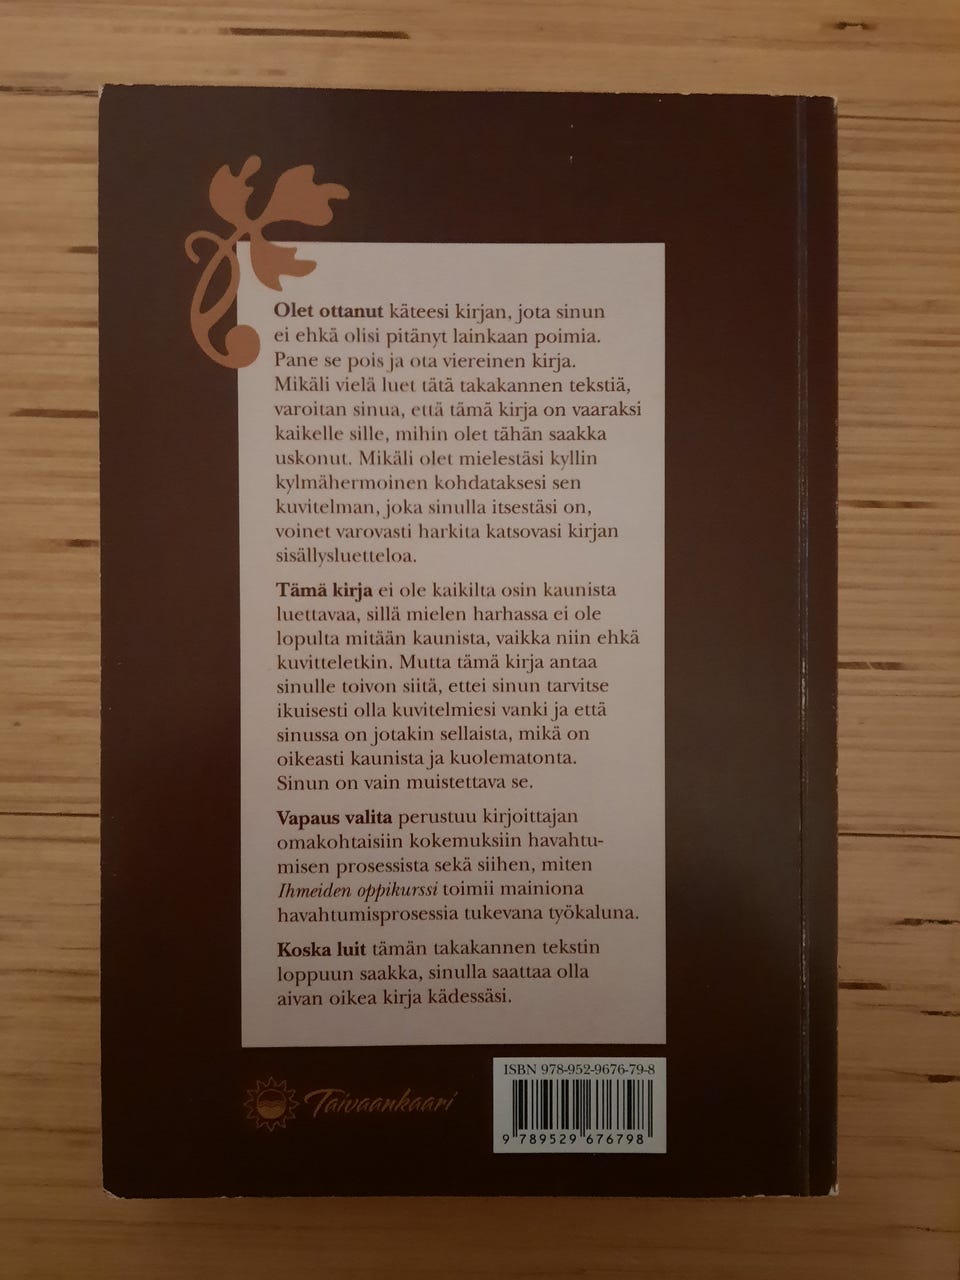 Olet ottanut käteesi kirjan, jota sinun
ei ehkä olisi pitänyt lainkaan poimia.
Pane se pois ja ota viereinen kirja.
Mikäli vielä luet tätä takakannen tekstiä,
varoitan sinua, että tämä kirja on vaaraksi
kaikelle sille, mihin olet tähän saakka
uskonut. Mikäli olet mielestäsi kyllin
kylmähermoinen kohdataksesi sen
kuvitelman, joka sinulla itsestäsi on,
voinet varovasti harkita katsovasi kirjan
sisällysluetteloa.
Tämä kirja ei ole kaikilta osin kaunista
luettavaa, sillä mielen harhassa ei ole
lopulta mitään kaunista, vaikka niin ehkä
kuvitteletkin. Mutta tämä kirja antaa
sinulle toivon siitä, ettei sinun tarvitse
ikuisesti olla kuvitelmiesi vanki ja että
sinussa on jotakin sellaista, mikä on
oikeasti kaunista ja kuolematonta.
Sinun on vain muistettava se.
Vapaus valita perustuu kirjoittajan
omakohtaisiin kokemuksiin havahtu-
misen prosessista sekä siihen, miten
Ihmeiden oppikurssi toimii mainiona
havahtumisprosessia tukevana työkaluna.
Koska luit tämän takakannen tekstin
loppuun saakka, sinulla saattaa olla
aivan oikea kirja kädessäsi.
Taivaankaari
ISBN 978-952-9676-79-8
9 789529 676798